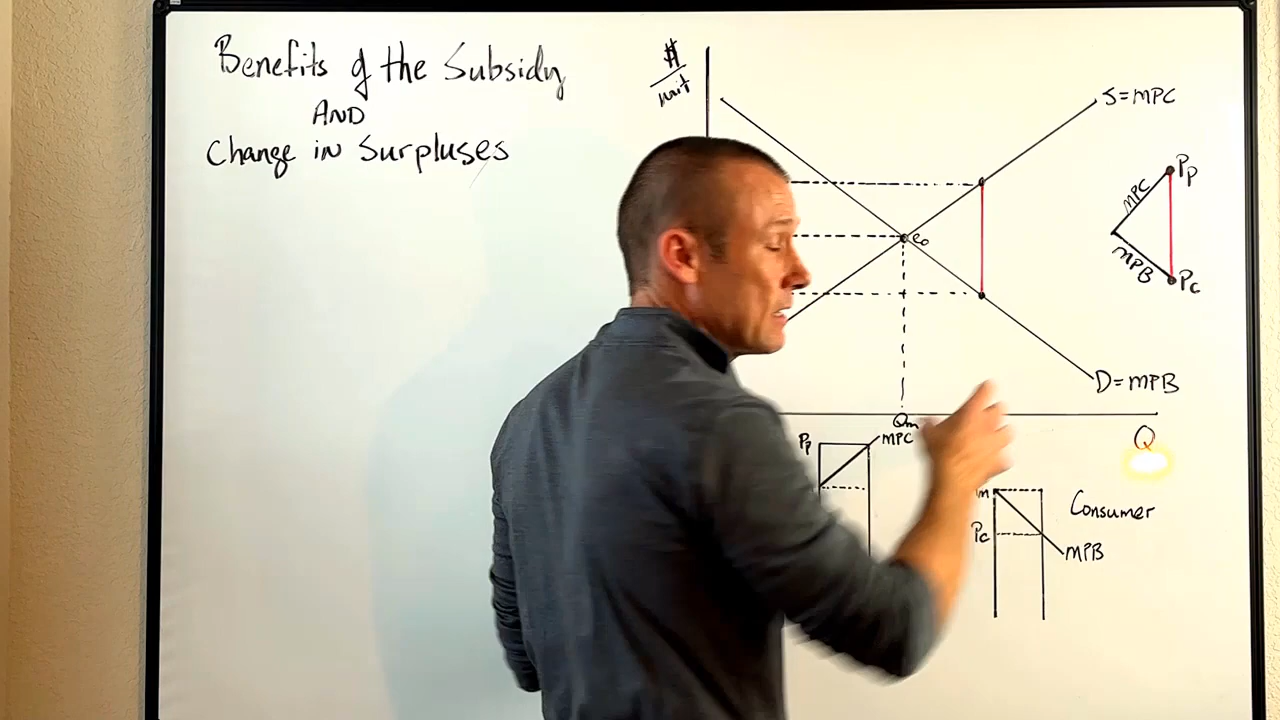 Benefits of the Subsidy
AND
Change in Surpluses
$
unit
S=MPC
Pp
MPC
MPB
Pc
e₀
D=MPB
Qm
Q
Pp
MPC
m
Consumer
Pc
MPB